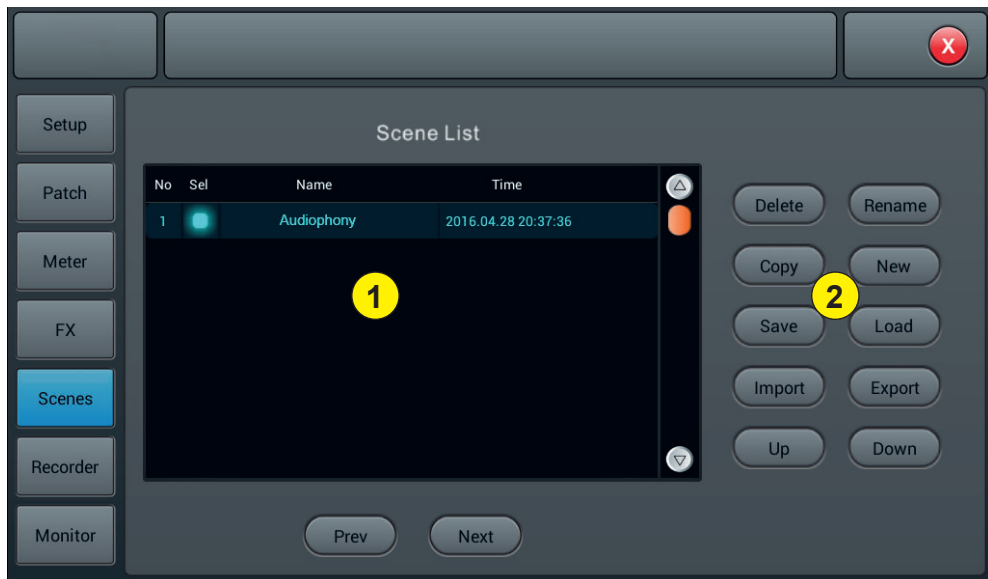 X
Setup
Patch
Meter
FX
Scenes
Recorder
Monitor
Scene List
No Sel Name Time
1 Audiophony 2016.04.28 20:37:36
1
Prev Next
Delete Rename
Copy New
2
Save Load
Import Export
Up Down